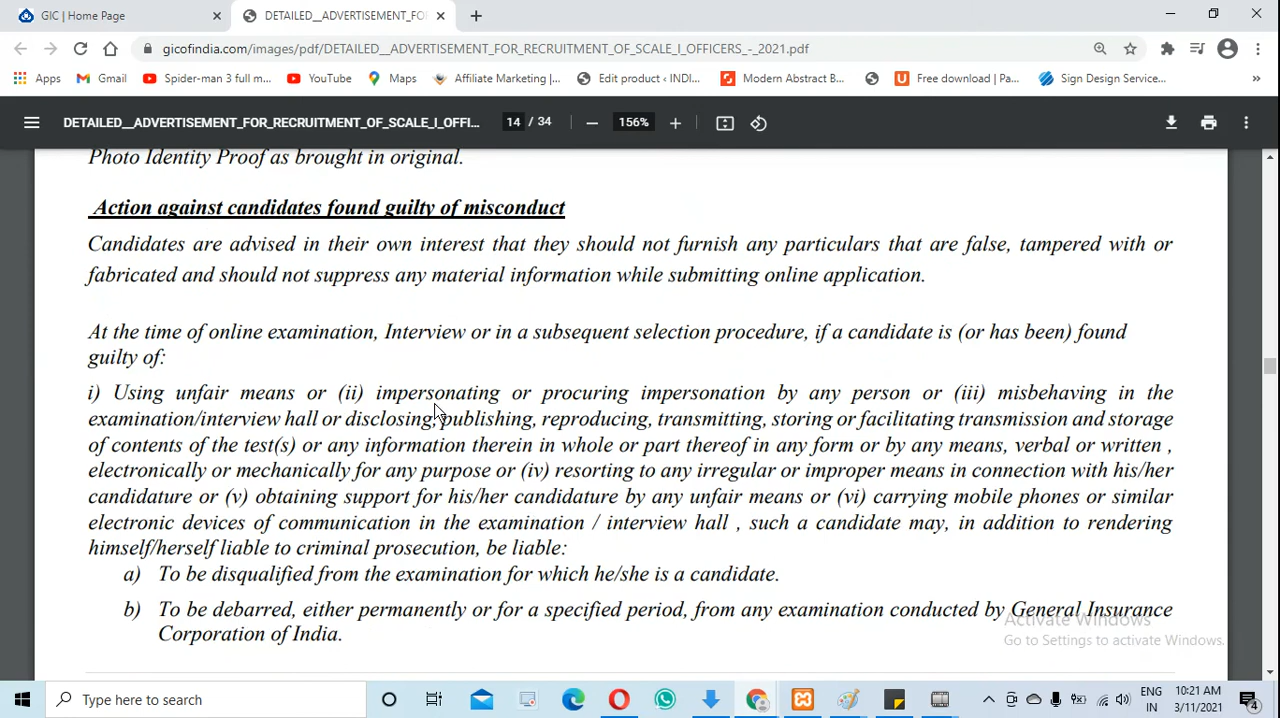 GIC | Home Page
DETAILED__ADVERTISEMENT_FO
gicofindia.com/images/pdf/DETAILED__ADVERTISEMENT_FOR_RECRUITMENT_OF_SCALE_I_OFFICERS_-_2021.pdf
Apps Gmail Spider-man 3 full m... YouTube Maps Affiliate Marketing |... Edit product ‹ INDI... Modern Abstract B... Free download | Pa... Sign Design Service... »
DETAILED__ADVERTISEMENT_FOR_RECRUITMENT_OF_SCALE_I_OFFI... 14 / 34 156%
Photo Identity Proof as brought in original.
Action against candidates found guilty of misconduct
Candidates are advised in their own interest that they should not furnish any particulars that are false, tampered with or
fabricated and should not suppress any material information while submitting online application.
At the time of online examination, Interview or in a subsequent selection procedure, if a candidate is (or has been) found
guilty of:
i) Using unfair means or (ii) impersonating or procuring impersonation by any person or (iii) misbehaving in the
examination/interview hall or disclosing, publishing, reproducing, transmitting, storing or facilitating transmission and storage
of contents of the test(s) or any information therein in whole or part thereof in any form or by any means, verbal or written ,
electronically or mechanically for any purpose or (iv) resorting to any irregular or improper means in connection with his/her
candidature or (v) obtaining support for his/her candidature by any unfair means or (vi) carrying mobile phones or similar
electronic devices of communication in the examination / interview hall , such a candidate may, in addition to rendering
himself/herself liable to criminal prosecution, be liable:
a) To be disqualified from the examination for which he/she is a candidate.
b) To be debarred, either permanently or for a specified period, from any examination conducted by General Insurance
Corporation of India.
Activate Windows
Go to Settings to activate Windows.
Type here to search
ENG 10:21 AM
IN 3/11/2021
4